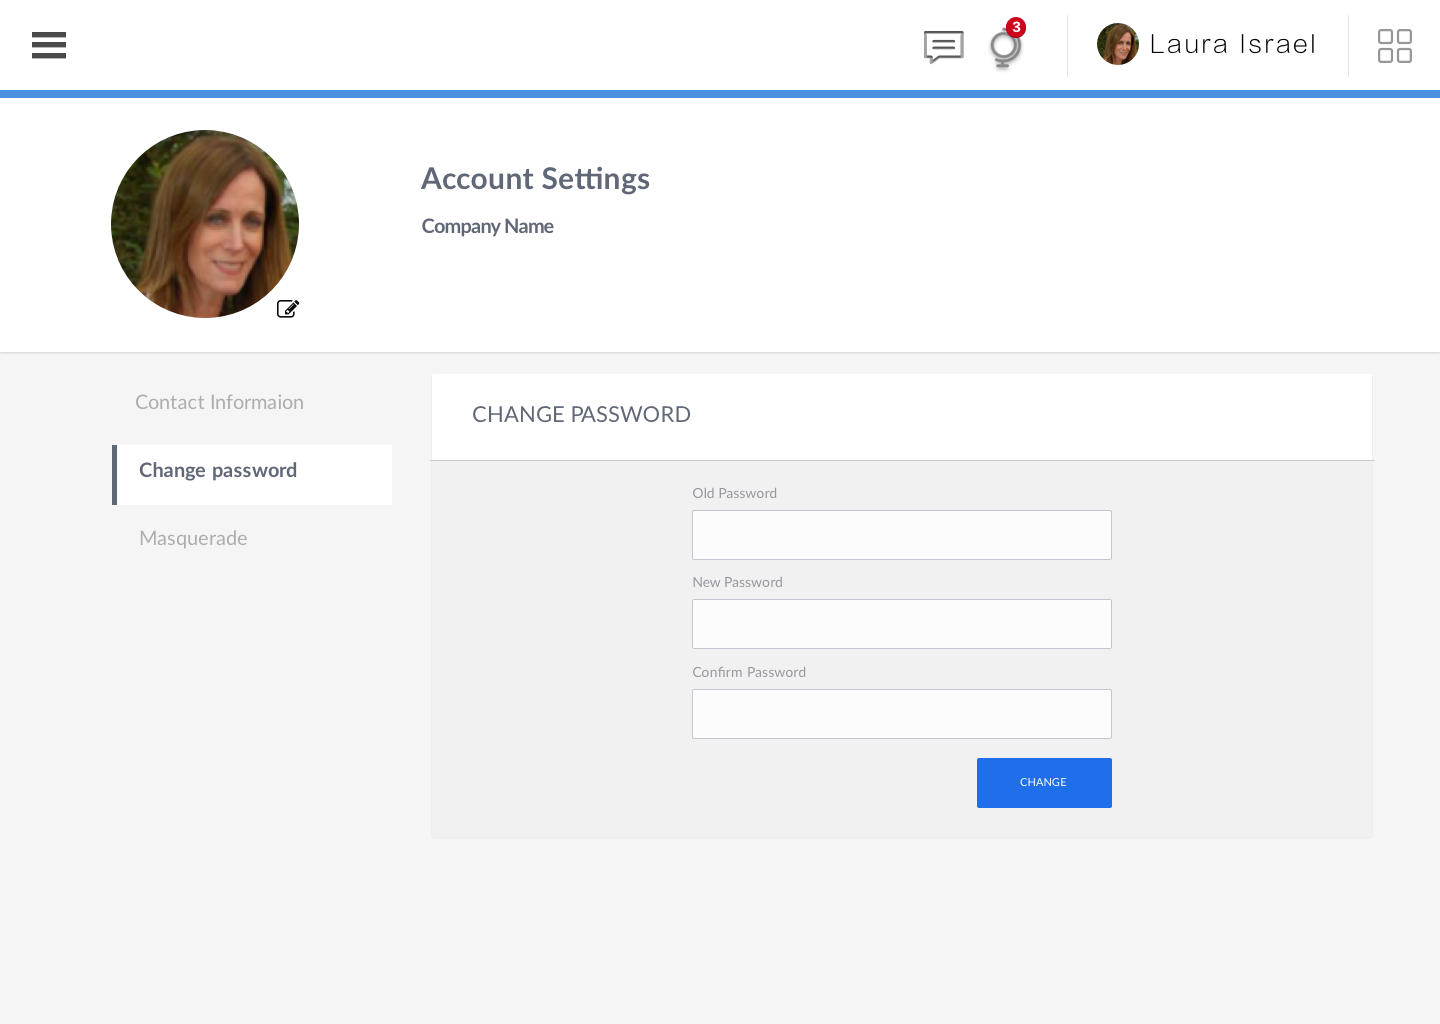 3
Laura Israel
Account Settings
Company Name
Contact Informaion
Change password
Masquerade
CHANGE PASSWORD
Old Password
New Password
Confirm Password
CHANGE